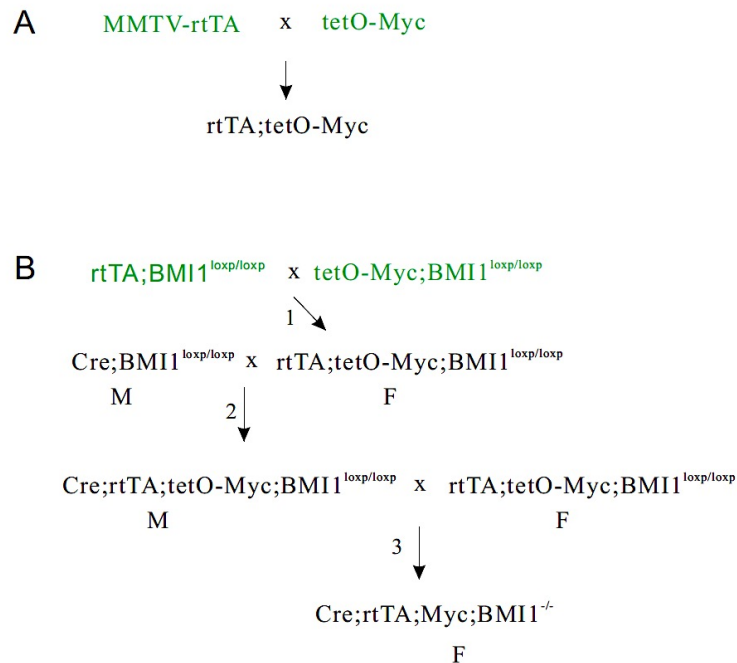 A MMTV-rtTA x tetO-Myc
rtTA;tetO-Myc
B rtTA;BMI1loxp/loxp x tetO-Myc;BMI1loxp/loxp
1
Cre;BMI1loxp/loxp x rtTA;tetO-Myc;BMI1loxp/loxp
M F
2
Cre;rtTA;tetO-Myc;BMI1loxp/loxp x rtTA;tetO-Myc;BMI1loxp/loxp
M F
3
Cre;rtTA;Myc;BMI1-/-
F